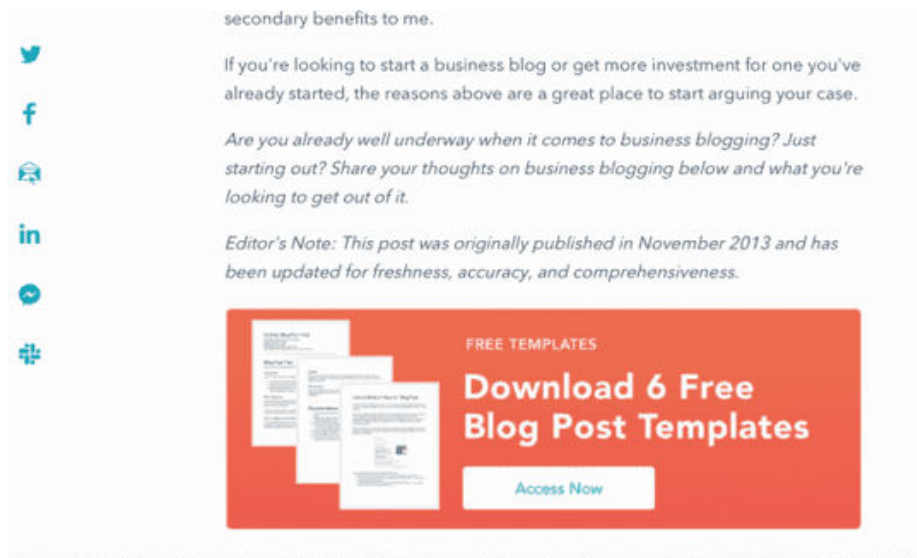 secondary benefits to me.
If you're looking to start a business blog or get more investment for one you've
already started, the reasons above are a great place to start arguing your case.
Are you already well underway when it comes to business blogging? Just
starting out? Share your thoughts on business blogging below and what you're
looking to get out of it.
Editor's Note: This post was originally published in November 2013 and has
been updated for freshness, accuracy, and comprehensiveness.
FREE TEMPLATES
Download 6 Free
Blog Post Templates
Access Now